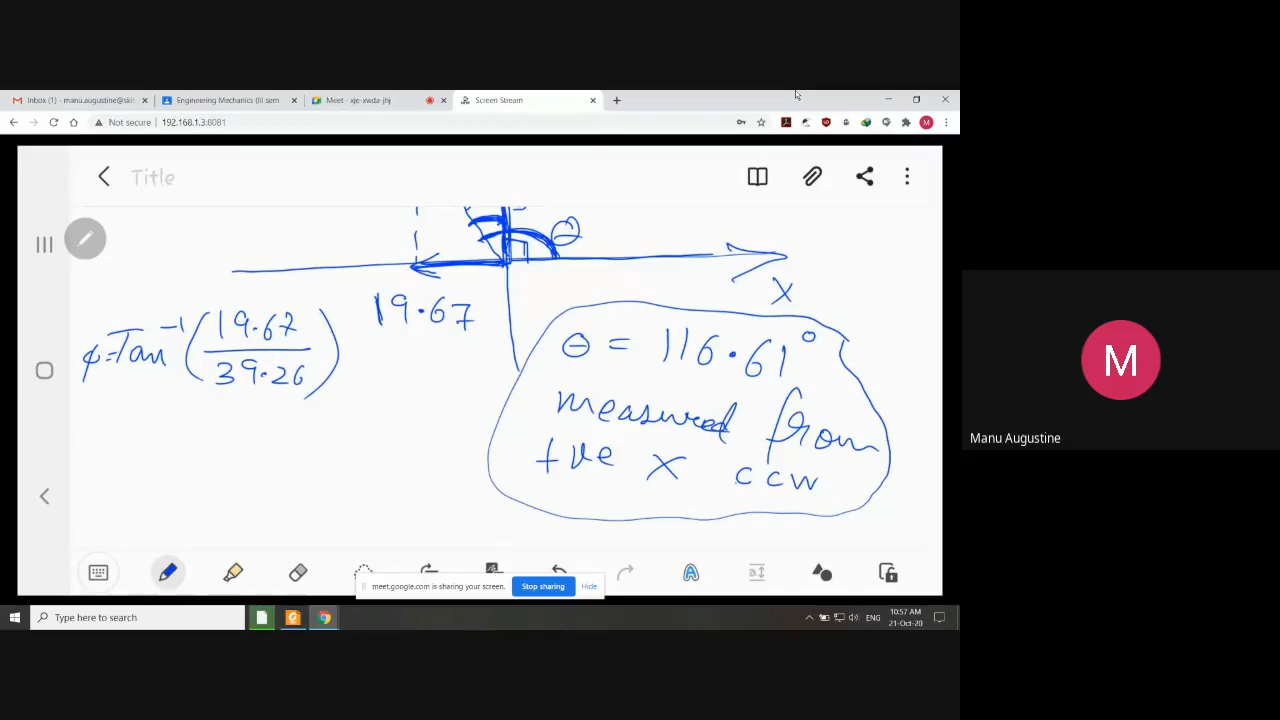 Inbox (1) - manu.augustine@ski
Engineering Mechanics (III sem
Meet - xje-xwda-jhj
Screen Stream
Not secure
192.168.1.3:8081
Title
θ
X
19.67
φ=Tan⁻¹(19.67/39.26)
θ = 116.61°
measured from
+ve X ccw
Manu Augustine
M
meet.google.com is sharing your screen.
Stop sharing
Hide
Type here to search
ENG
10:57 AM
21-Oct-20